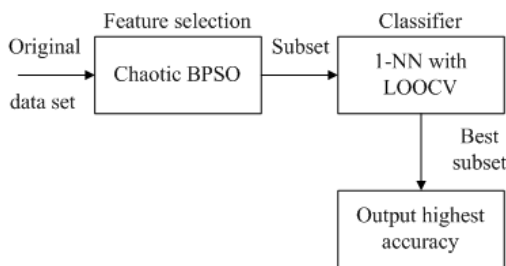 Feature selection
Classifier
Original
data set
Chaotic BPSO
Subset
1-NN with
LOOCV
Best
subset
Output highest
accuracy